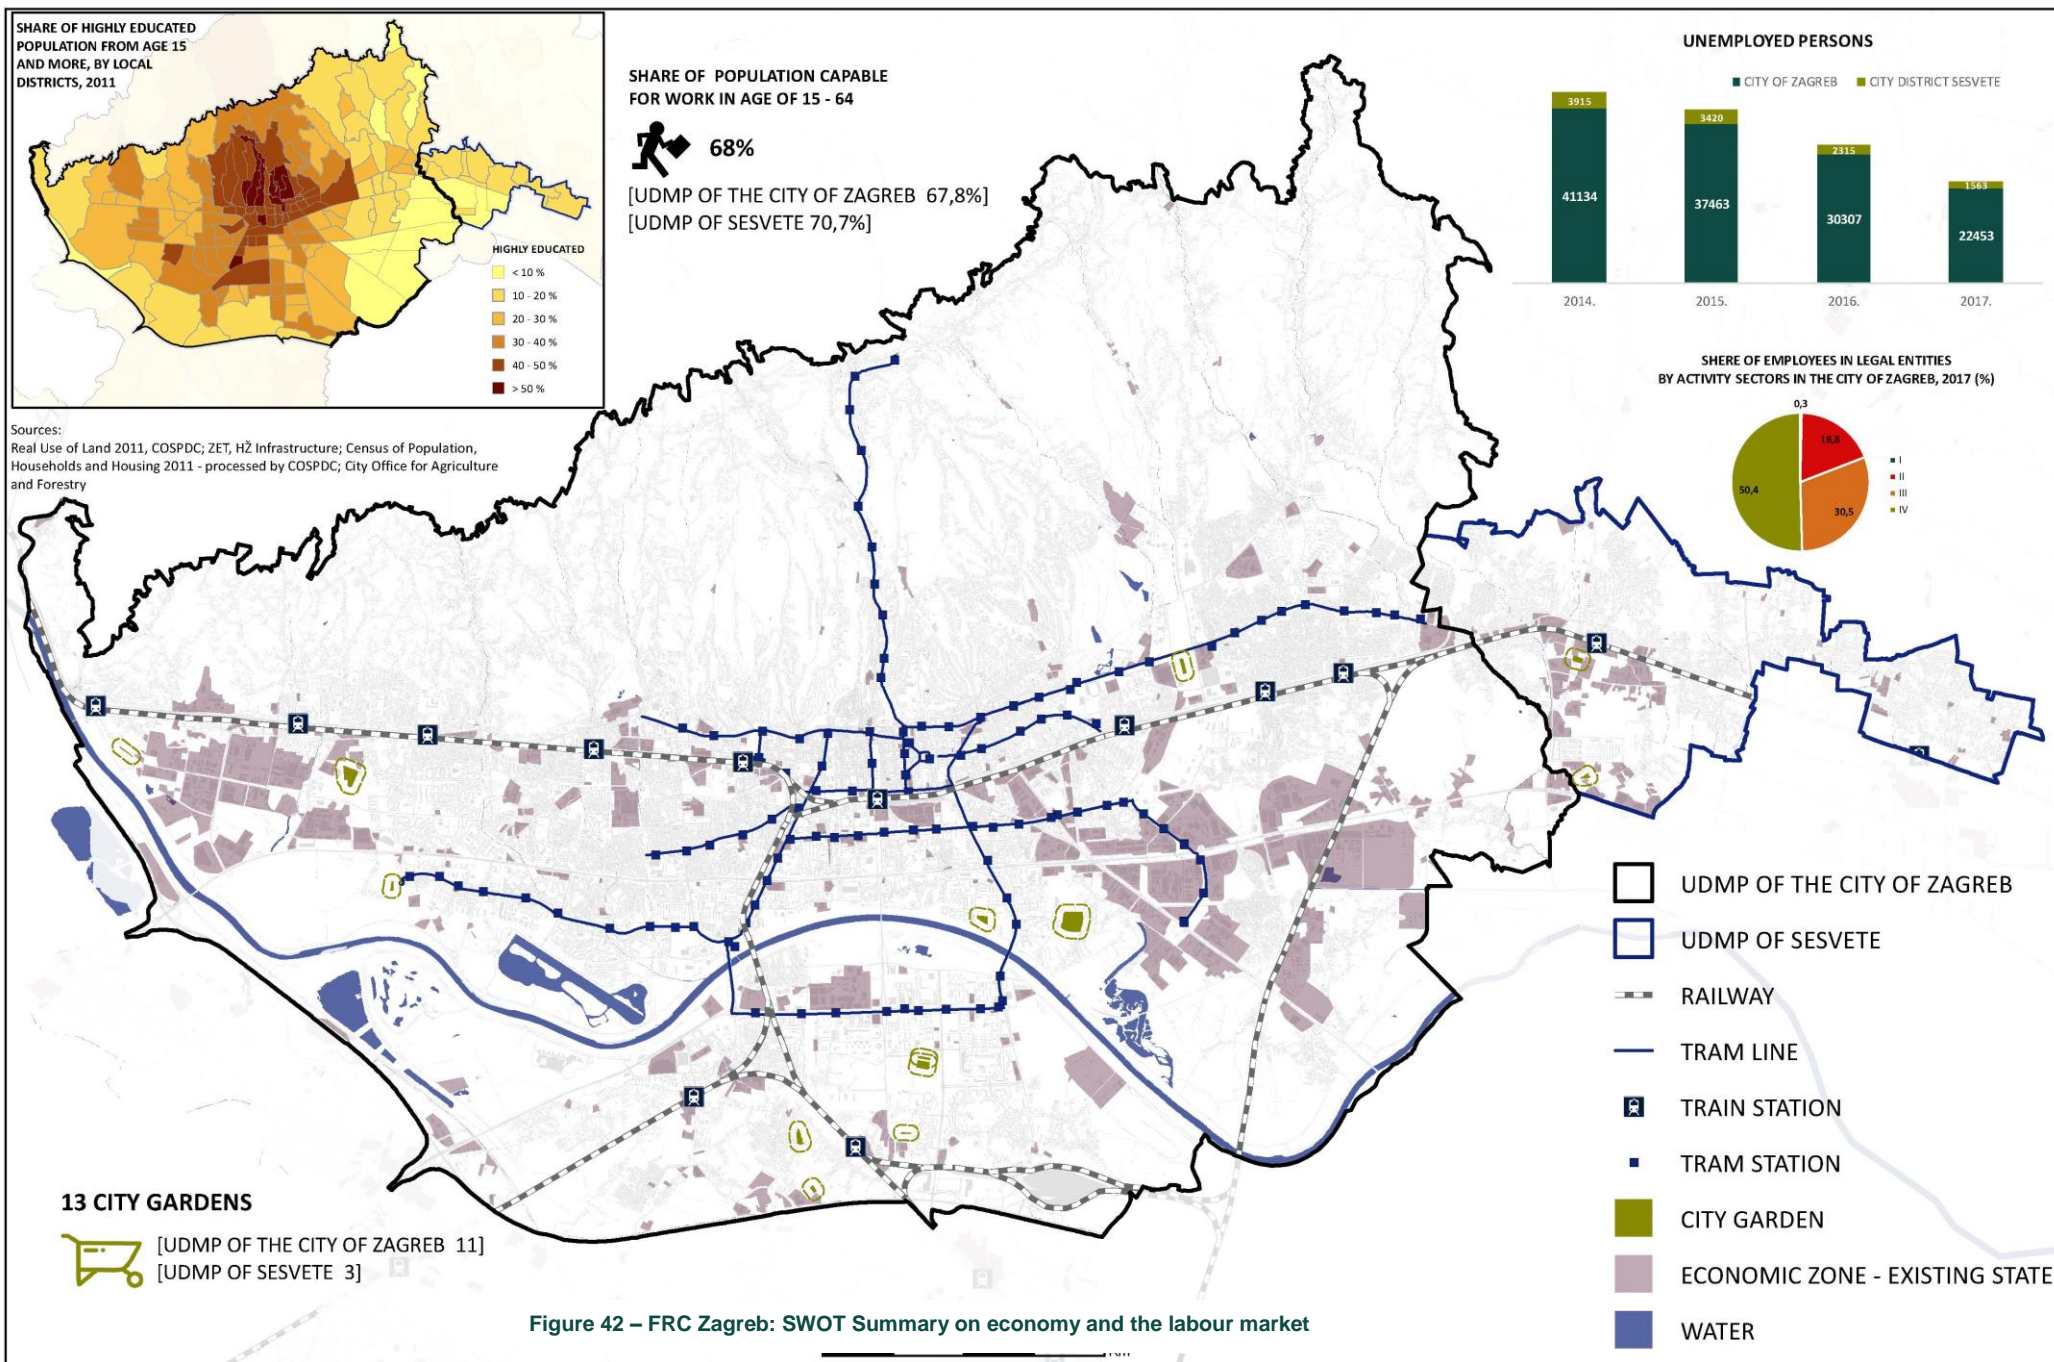 SHARE OF HIGHLY EDUCATED
POPULATION FROM AGE 15
AND MORE, BY LOCAL
DISTRICTS, 2011
HIGHLY EDUCATED
< 10 %
10 - 20 %
20 - 30 %
30 - 40 %
40 - 50 %
> 50 %
Sources:
Real Use of Land 2011, COSPDC; ZET, HŽ Infrastructure; Census of Population,
Households and Housing 2011 - processed by COSPDC; City Office for Agriculture
and Forestry
SHARE OF POPULATION CAPABLE
FOR WORK IN AGE OF 15 - 64
68%
[UDMP OF THE CITY OF ZAGREB 67,8%]
[UDMP OF SESVETE 70,7%]
UNEMPLOYED PERSONS
CITY OF ZAGREB CITY DISTRICT SESVETE
3915
3420
2315
1563
41134
37463
30307
22453
2014. 2015. 2016. 2017.
SHERE OF EMPLOYEES IN LEGAL ENTITIES
BY ACTIVITY SECTORS IN THE CITY OF ZAGREB, 2017 (%)
0,3
18,8
50,4
30,5
I
II
III
IV
UDMP OF THE CITY OF ZAGREB
UDMP OF SESVETE
RAILWAY
TRAM LINE
TRAIN STATION
TRAM STATION
CITY GARDEN
ECONOMIC ZONE - EXISTING STATE
WATER
13 CITY GARDENS
[UDMP OF THE CITY OF ZAGREB 11]
[UDMP OF SESVETE 3]
Figure 42 – FRC Zagreb: SWOT Summary on economy and the labour market